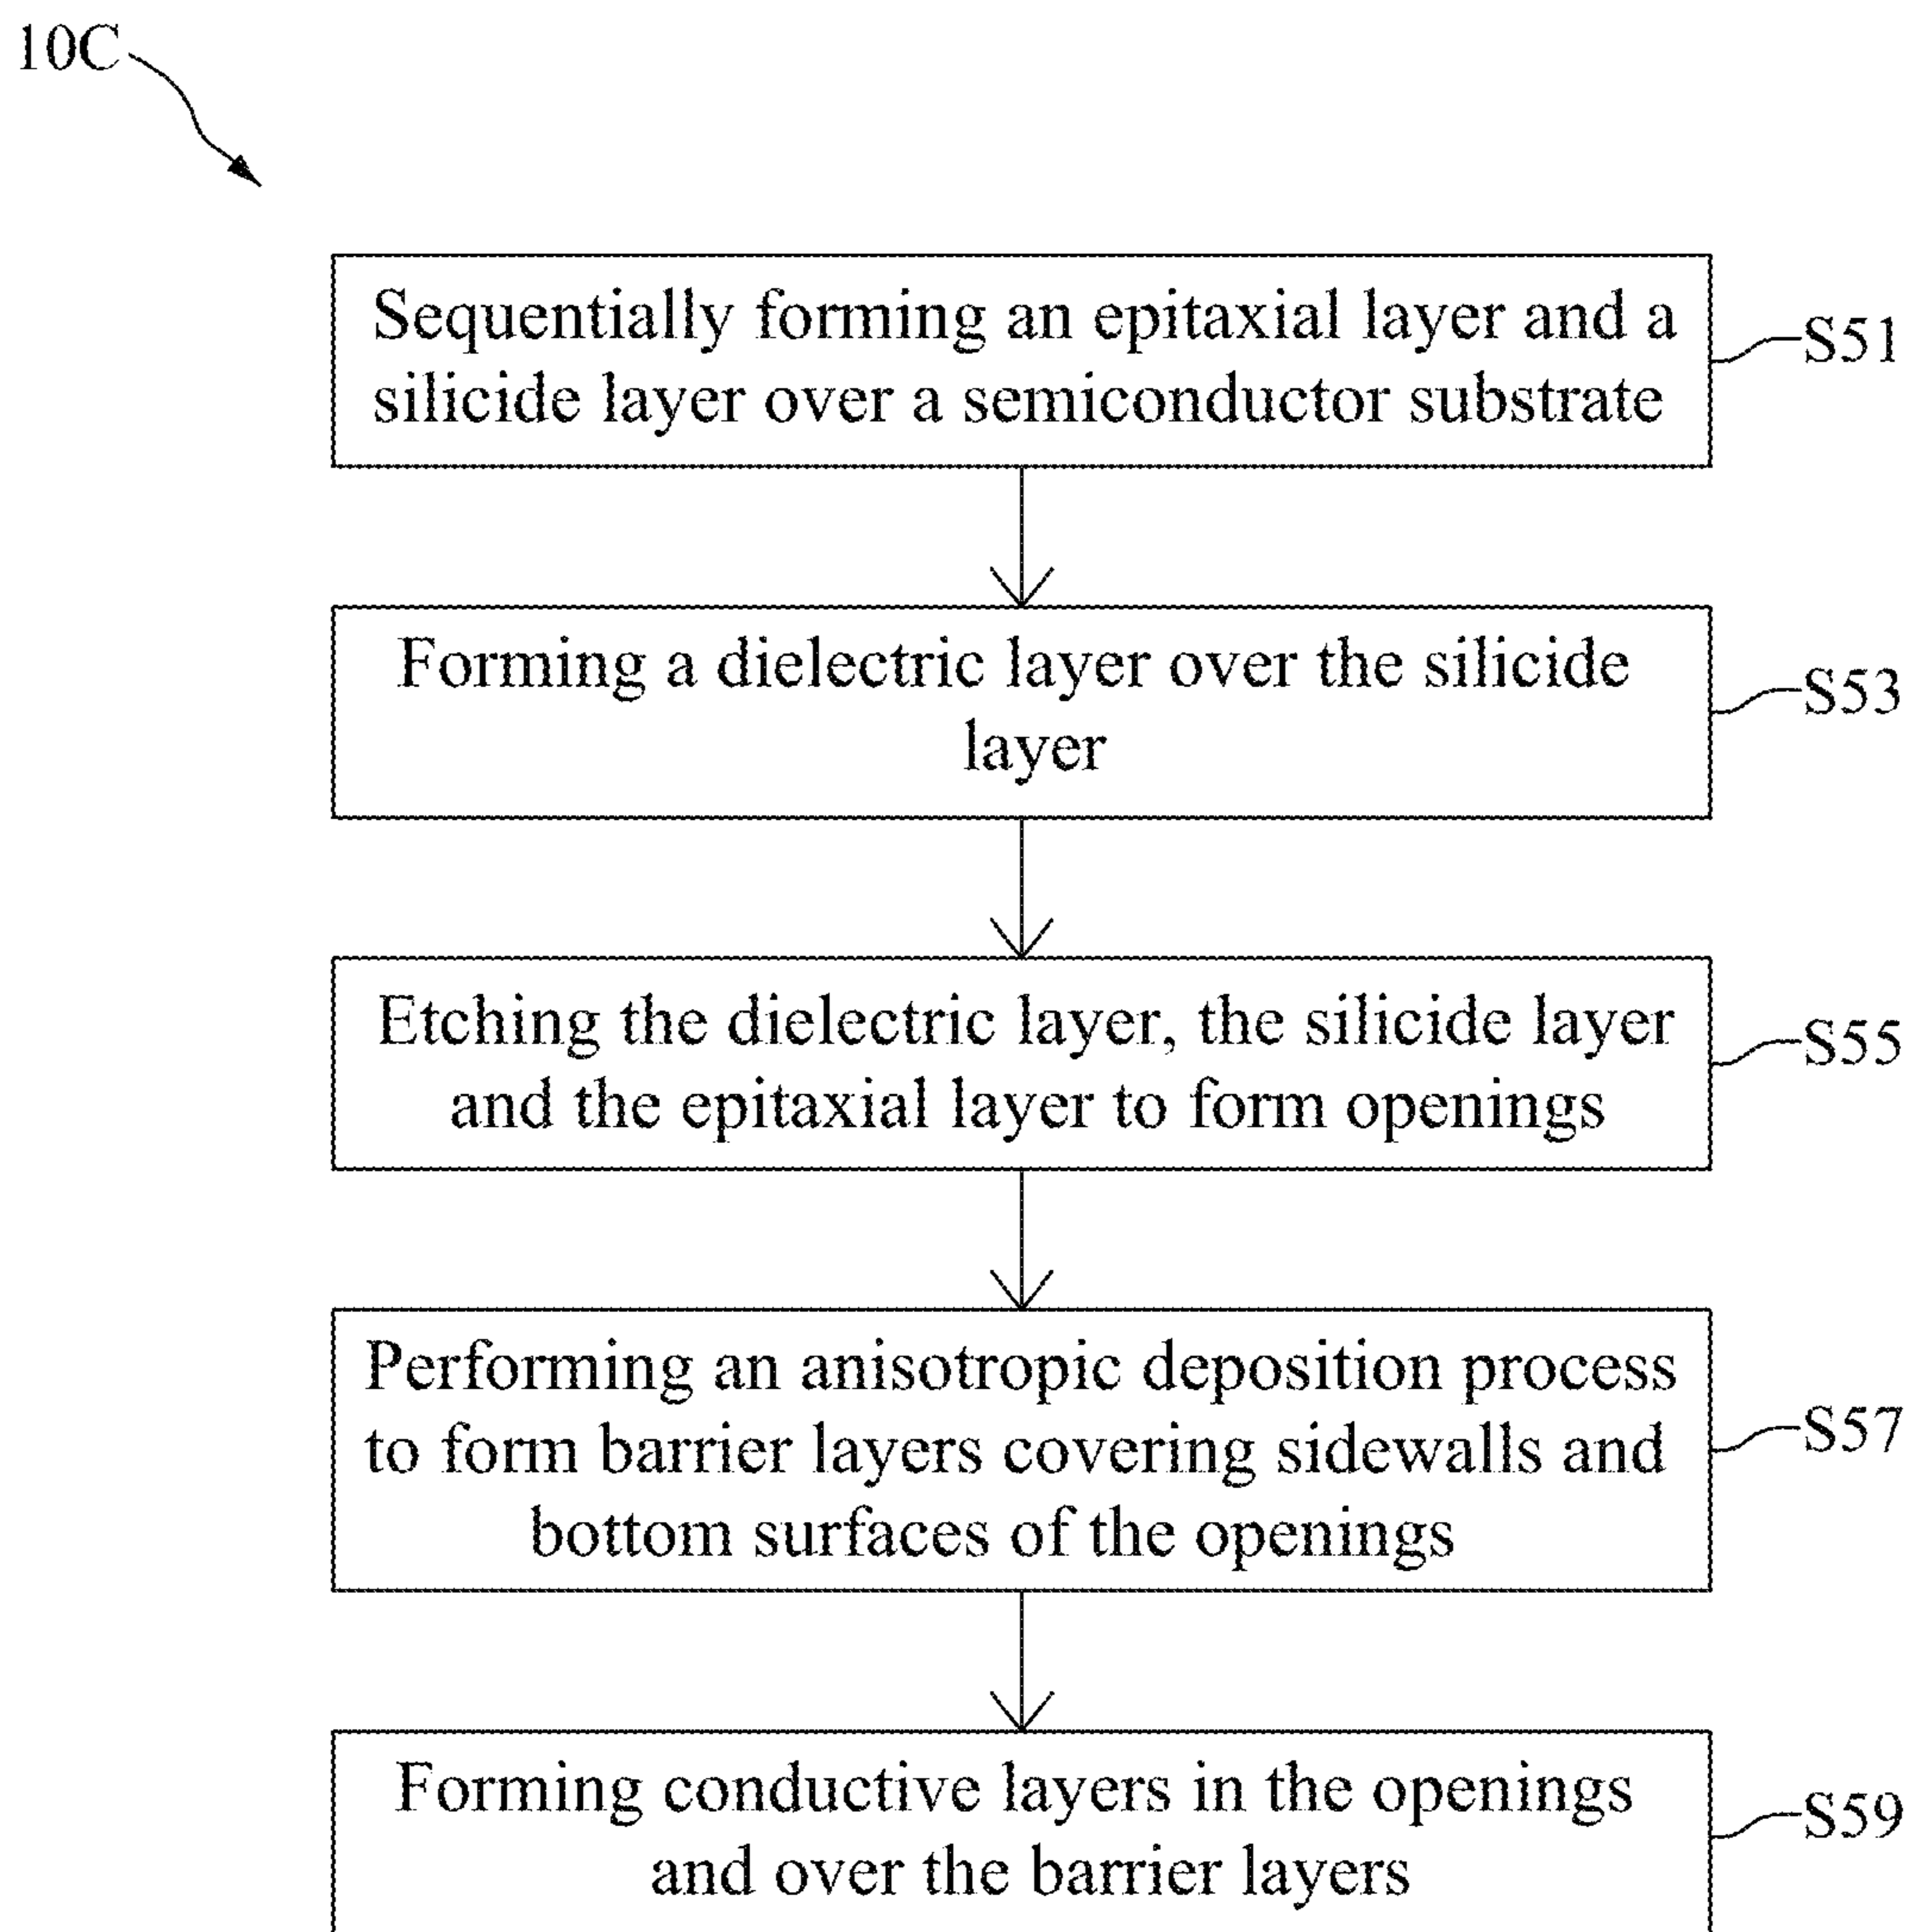 10C
Sequentially forming an epitaxial layer and a
silicide layer over a semiconductor substrate
S51
Forming a dielectric layer over the silicide
layer
S53
Etching the dielectric layer, the silicide layer
and the epitaxial layer to form openings
S55
Performing an anisotropic deposition process
to form barrier layers covering sidewalls and
bottom surfaces of the openings
S57
Forming conductive layers in the openings
and over the barrier layers
S59